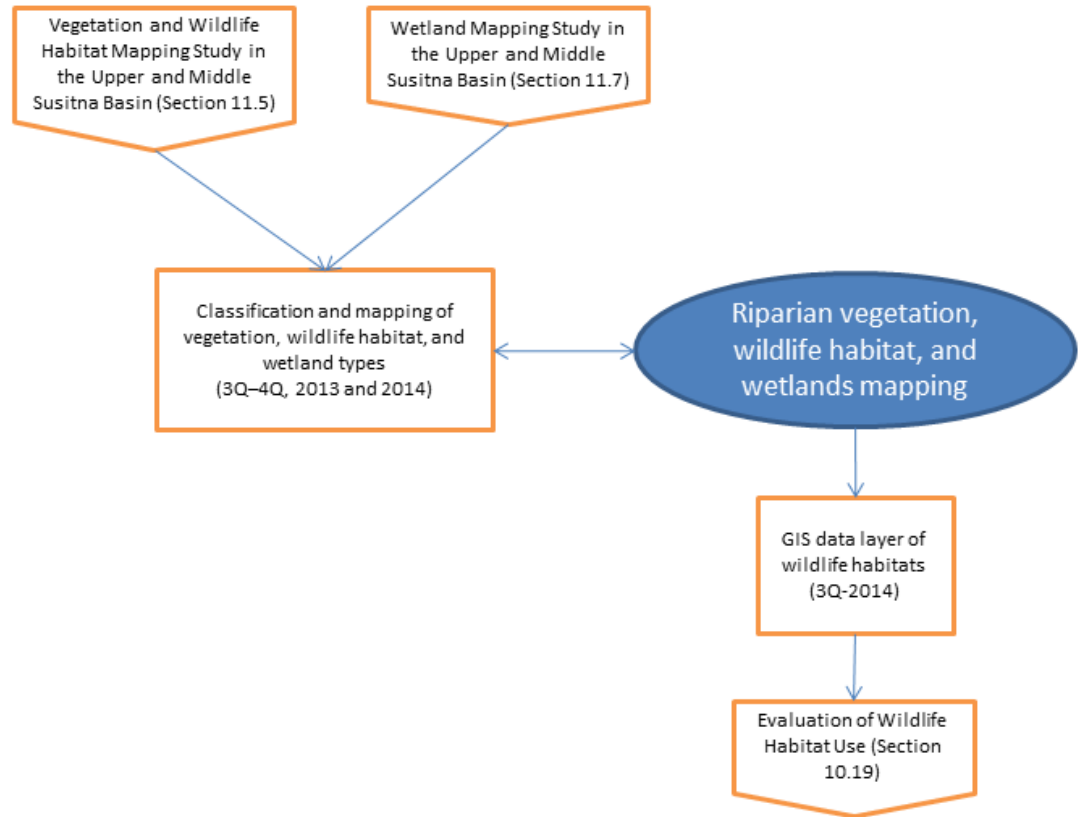 Vegetation and Wildlife
Habitat Mapping Study in
the Upper and Middle
Susitna Basin (Section 11.5)
Wetland Mapping Study in
the Upper and Middle
Susitna Basin (Section 11.7)
Classification and mapping of
vegetation, wildlife habitat, and
wetland types
(3Q–4Q, 2013 and 2014)
Riparian vegetation,
wildlife habitat, and
wetlands mapping
GIS data layer of
wildlife habitats
(3Q-2014)
Evaluation of Wildlife
Habitat Use (Section
10.19)